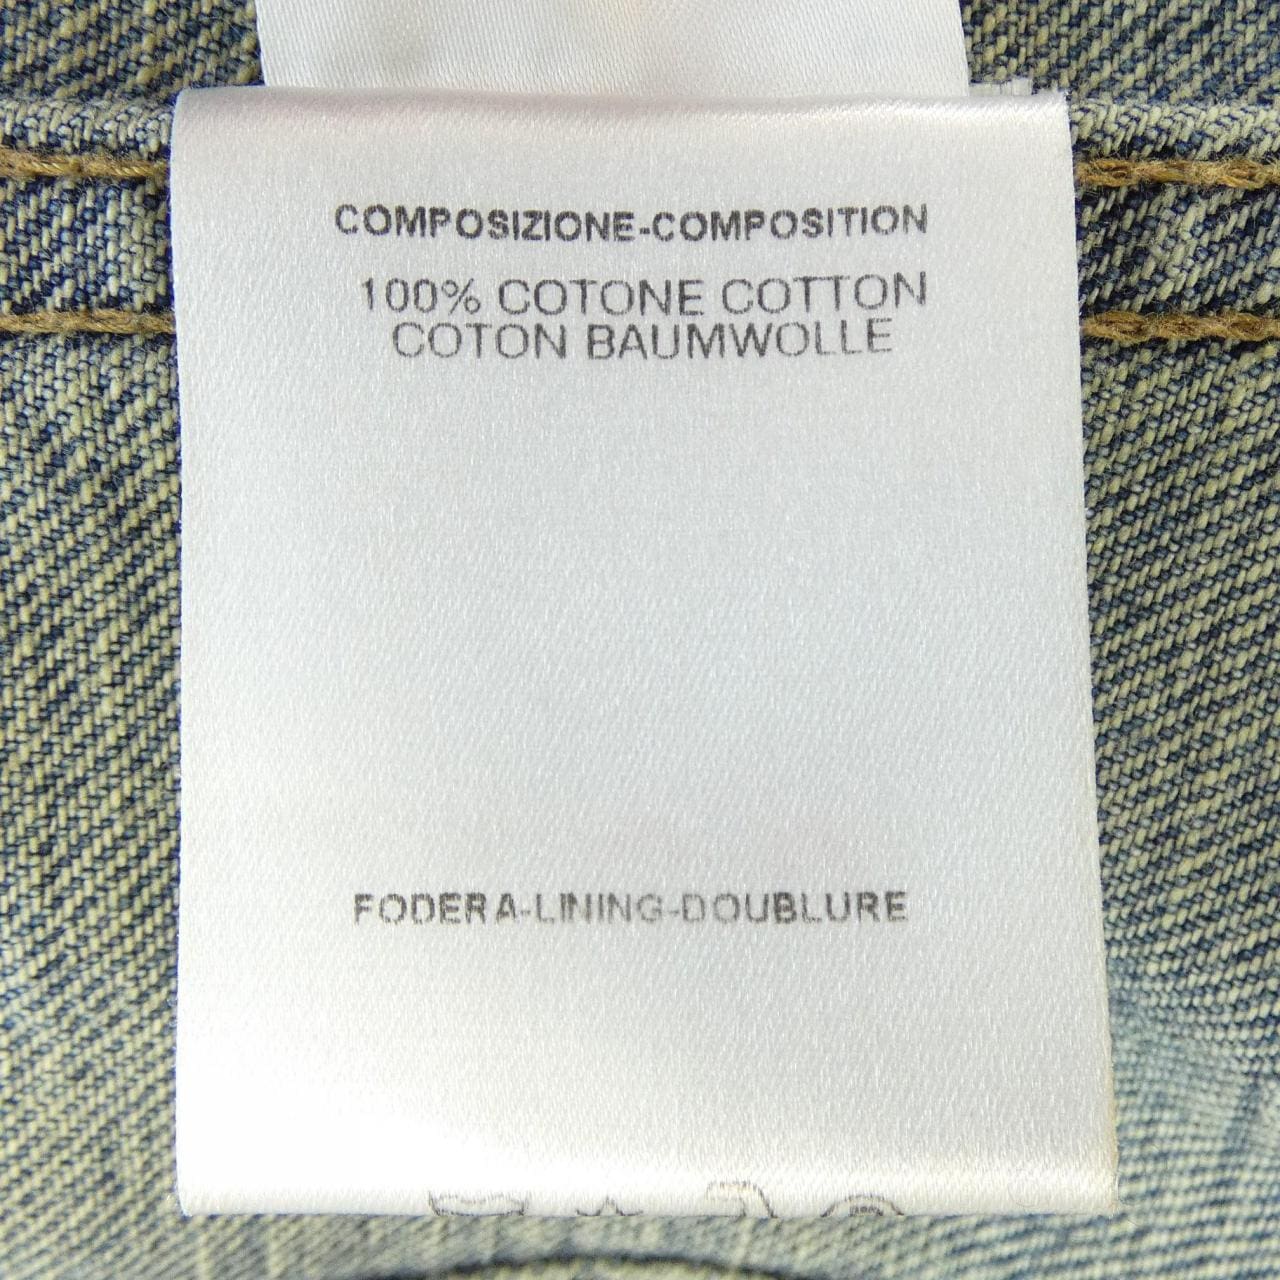 COMPOSIZIONE-COMPOSITION
100% COTONE COTTON
COTON BAUMWOLLE
FODERA-LINING-DOUBLURE